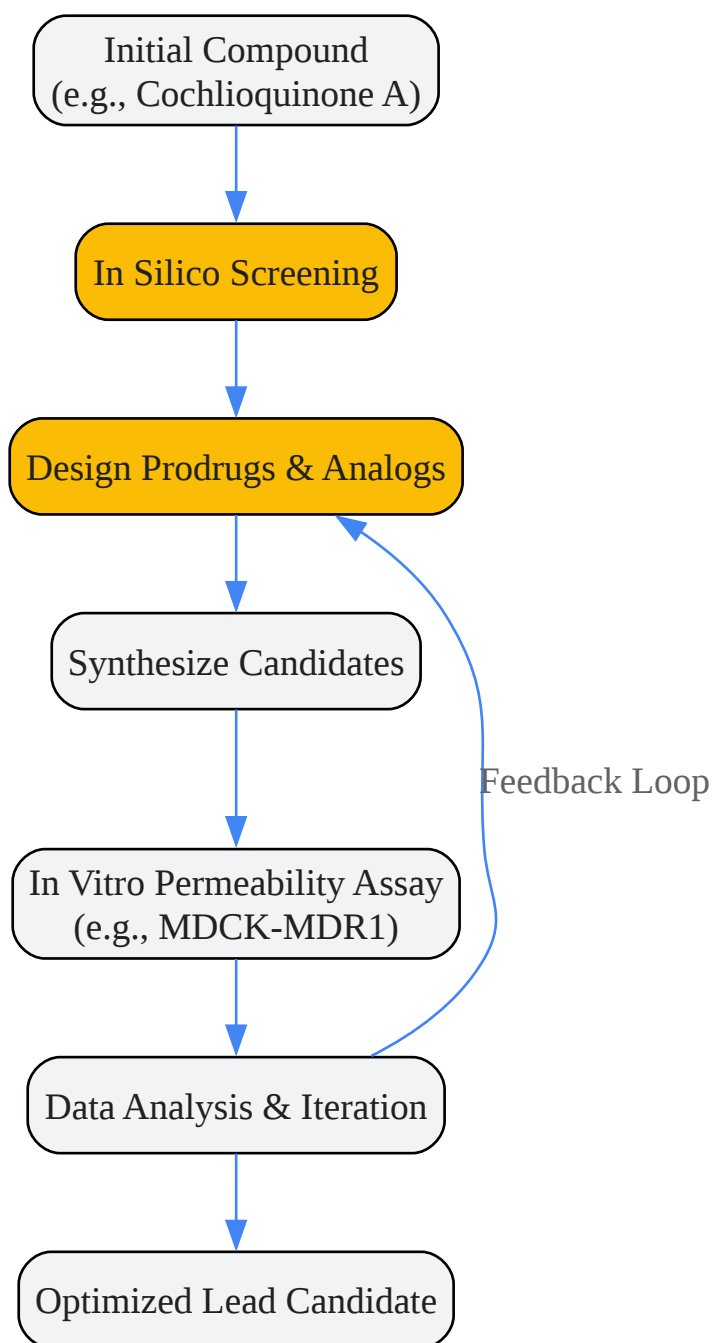 Initial Compound
(e.g., Cochlioquinone A)
In Silico Screening
Design Prodrugs & Analogs
Synthesize Candidates
Feedback Loop
In Vitro Permeability Assay
(e.g., MDCK-MDR1)
Data Analysis & Iteration
Optimized Lead Candidate